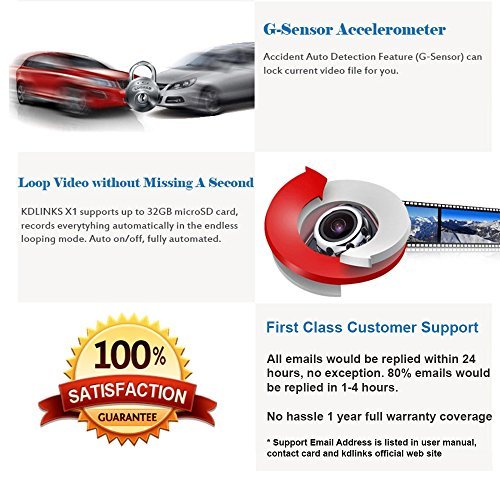 G-Sensor Accelerometer
Accident Auto Detection Feature (G-Sensor) can
lock current video file for you.
Loop Video without Missing A Second
KDLINKS X1 supports up to 32GB microSD card,
records everyhting automatically in the endless
looping mode. Auto on/off, fully automated.
100%
SATISFACTION
GUARANTEE
First Class Customer Support
All emails would be replied within 24
hours, no exception. 80% emails would
be replied in 1-4 hours.
No hassle 1 year full warranty coverage
* Support Email Address is listed in user manual,
contact card and kdlinks official web site